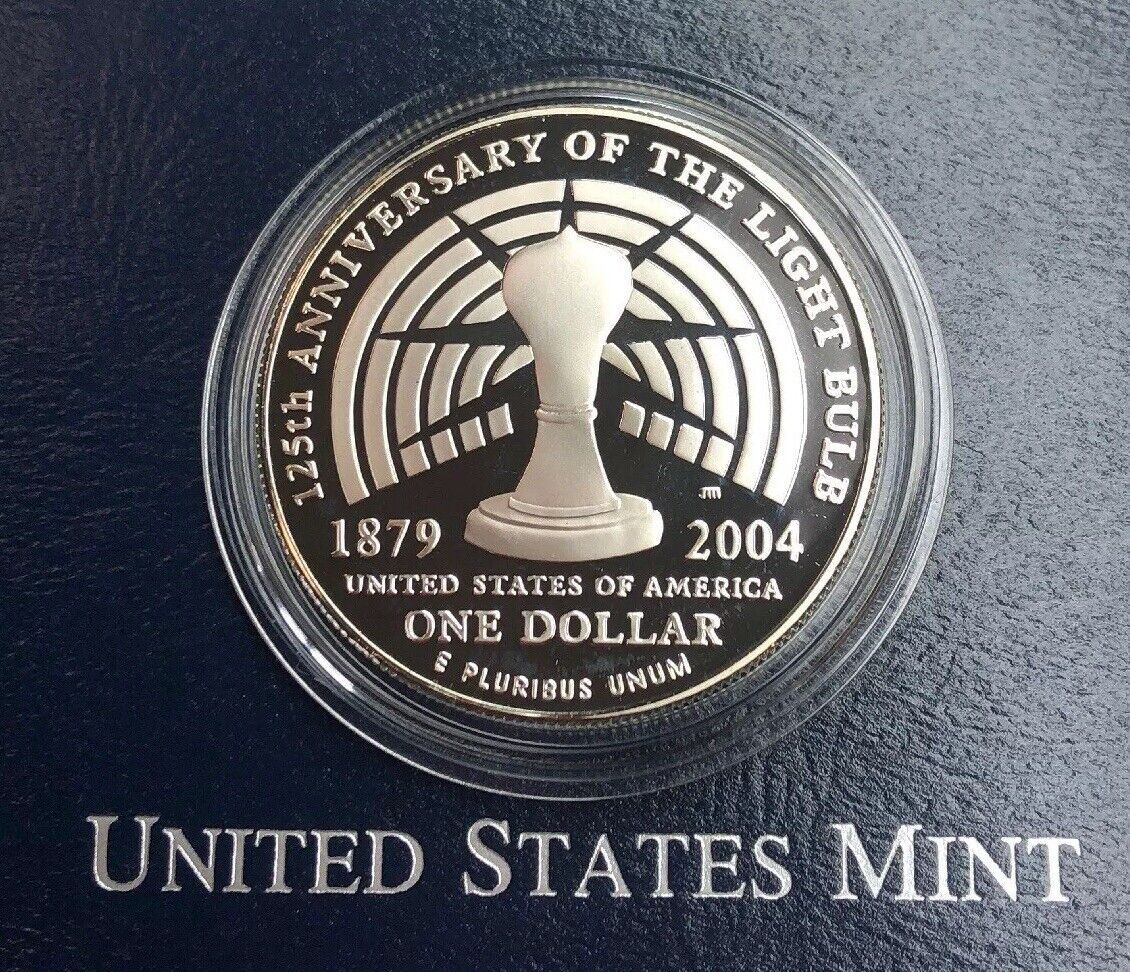 125th ANNIVERSARY OF THE LIGHT BULB
JM
1879 2004
UNITED STATES OF AMERICA
ONE DOLLAR
E PLURIBUS UNUM
UNITED STATES MINT